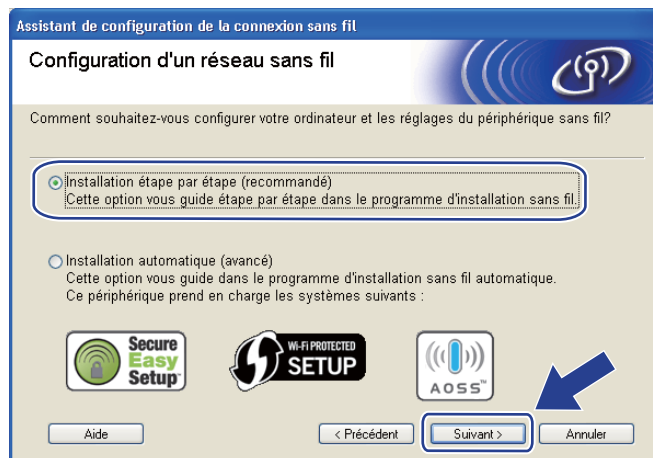 Assistant de configuration de la connexion sans fil
Configuration d'un réseau sans fil
Comment souhaitez-vous configurer votre ordinateur et les réglages du périphérique sans fil?
Installation étape par étape (recommandé)
Cette option vous guide étape par étape dans le programme d'installation sans fil.
Installation automatique (avancé)
Cette option vous guide dans le programme d'installation sans fil automatique.
Ce périphérique prend en charge les systèmes suivants :
Secure
Easy
Setup
Wi-Fi PROTECTED
SETUP
AOSS™
Aide
< Précédent
Suivant >
Annuler